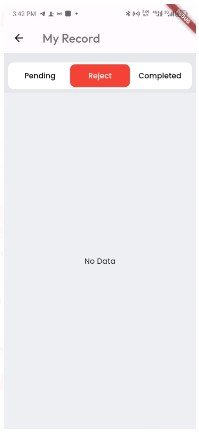 3:42 PM
My Record
Pending
Reject
Completed
No Data